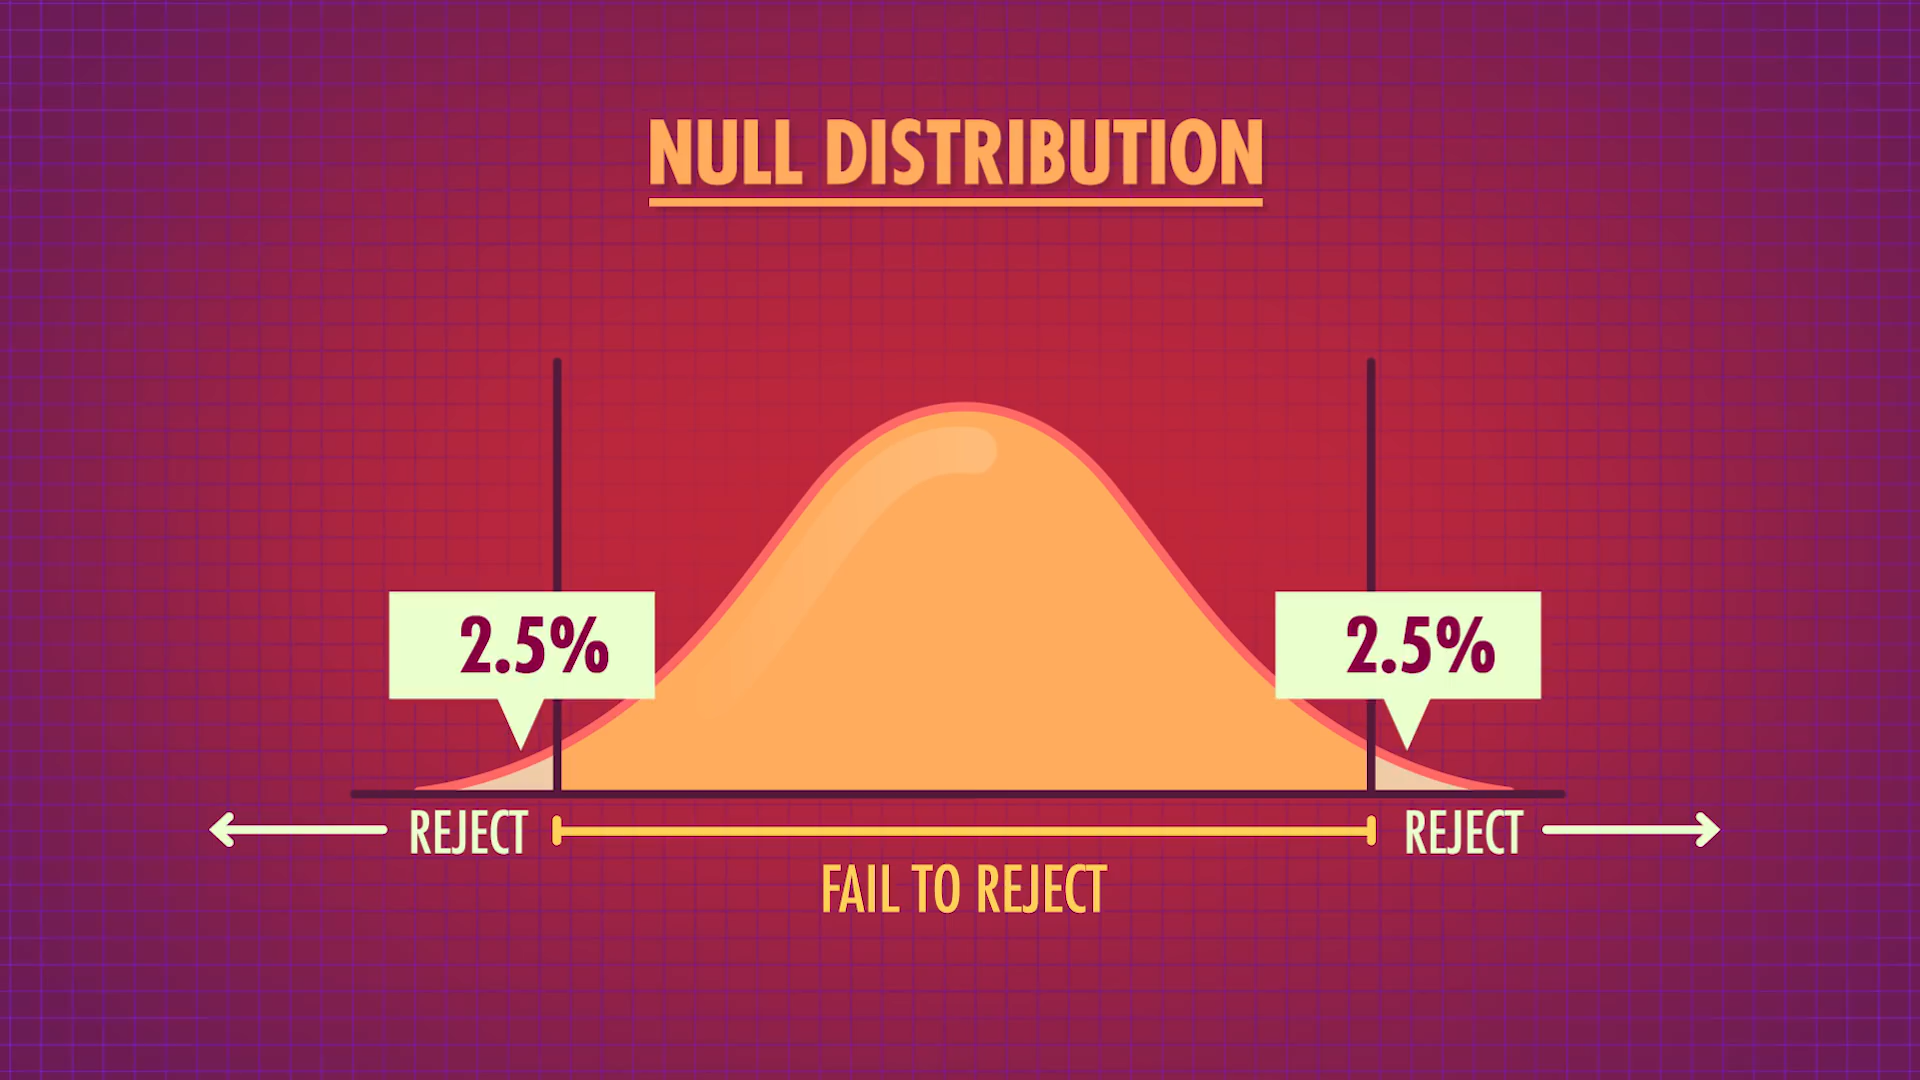 NULL DISTRIBUTION
2.5%
2.5%
REJECT
REJECT
FAIL TO REJECT